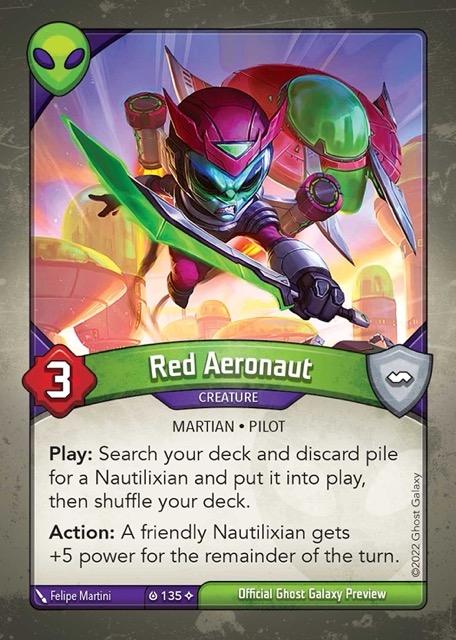 3
Red Aeronaut
CREATURE
MARTIAN • PILOT
Play: Search your deck and discard pile
for a Nautilixian and put it into play,
then shuffle your deck.
Action: A friendly Nautilixian gets
+5 power for the remainder of the turn.
©2022 Ghost Galaxy
Felipe Martini
135
Official Ghost Galaxy Preview